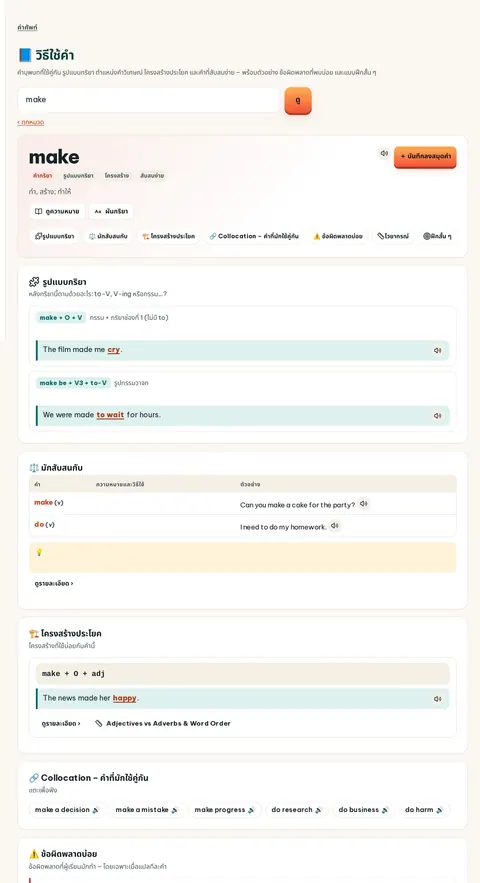 คำศัพท์
📘 วิธีใช้คำ
คำบุพบทที่ใช้คู่กัน รูปแบบกริยา ตำแหน่งคำวิเศษณ์ โครงสร้างประโยค และคำที่สับสนง่าย – พร้อมตัวอย่าง ข้อผิดพลาดที่พบบ่อย และแบบฝึกสั้น ๆ
make
ดู
‹ ทุกหมวด
make
+ บันทึกลงสมุดคำ
คำกริยา รูปแบบกริยา โครงสร้าง สับสนง่าย
ทำ, สร้าง; ทำให้
ดูความหมาย Aa ผันกริยา
รูปแบบกริยา ⚖️ มักสับสนกับ 🏗️ โครงสร้างประโยค 🔗 Collocation – คำที่มักใช้คู่กัน ⚠️ ข้อผิดพลาดบ่อย ไวยากรณ์ ฝึกสั้น ๆ
รูปแบบกริยา
หลังกริยานี้ตามด้วยอะไร: to-V, V-ing หรือกรรม...?
make + O + V กรรม + กริยาช่องที่ 1 (ไม่มี to)
The film made me cry.
make be + V3 + to-V รูปกรรมวาจก
We were made to wait for hours.
⚖️ มักสับสนกับ
คำ ความหมายและวิธีใช้ ตัวอย่าง
make (v) Can you make a cake for the party?
do (v) I need to do my homework.
💡
ดูรายละเอียด ›
🏗️ โครงสร้างประโยค
โครงสร้างที่ใช้บ่อยกับคำนี้
make + O + adj
The news made her happy.
ดูรายละเอียด › Adjectives vs Adverbs & Word Order
🔗 Collocation – คำที่มักใช้คู่กัน
แตะเพื่อฟัง
make a decision 🔊 make a mistake 🔊 make progress 🔊 do research 🔊 do business 🔊 do harm 🔊
⚠️ ข้อผิดพลาดบ่อย
ข้อผิดพลาดที่ผู้เรียนมักทำ – โดยเฉพาะเมื่อแปลทีละคำ